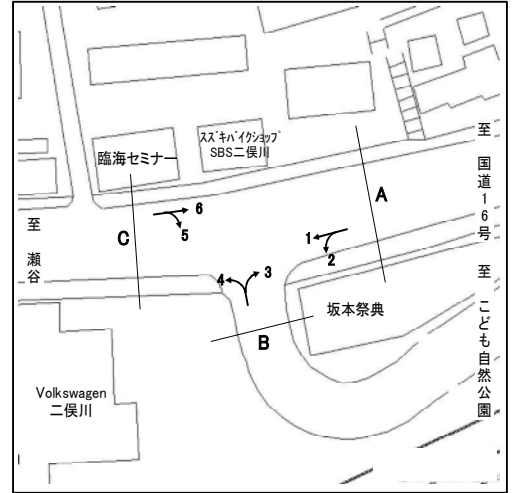 スズキバイクショップ
SBS二俣川
臨海セミナー
至 国道16号 至 こども自然公園
A
6
5
C
至 瀬谷
1
2
4
3
坂本祭典
B
Volkswagen
二俣川